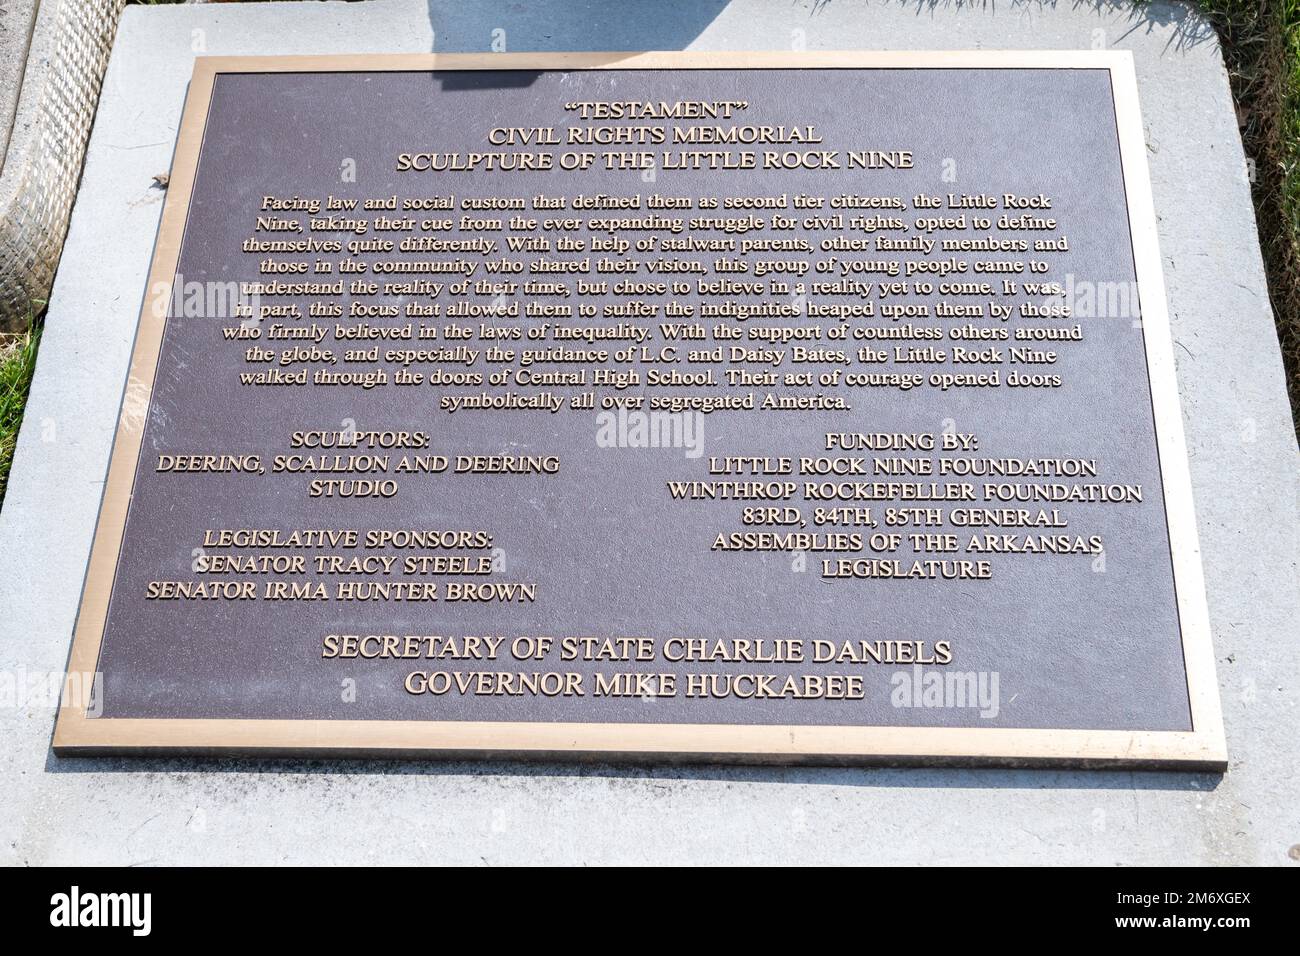 "TESTAMENT"
CIVIL RIGHTS MEMORIAL
SCULPTURE OF THE LITTLE ROCK NINE
Facing law and social custom that defined them as second tier citizens, the Little Rock
Nine, taking their cue from the ever expanding struggle for civil rights, opted to define
themselves quite differently. With the help of stalwart parents, other family members and
those in the community who shared their vision, this group of young people came to
understand the reality of their time, but chose to believe in a reality yet to come. It was,
in part, this focus that allowed them to suffer the indignities heaped upon them by those
who firmly believed in the laws of inequality. With the support of countless others around
the globe, and especially the guidance of L.C. and Daisy Bates, the Little Rock Nine
walked through the doors of Central High School. Their act of courage opened doors
symbolically all over segregated America.
SCULPTORS:
DEERING, SCALLION AND DEERING
STUDIO
LEGISLATIVE SPONSORS:
SENATOR TRACY STEELE
SENATOR IRMA HUNTER BROWN
FUNDING BY:
LITTLE ROCK NINE FOUNDATION
WINTHROP ROCKEFELLER FOUNDATION
83RD, 84TH, 85TH GENERAL
ASSEMBLIES OF THE ARKANSAS
LEGISLATURE
SECRETARY OF STATE CHARLIE DANIELS
GOVERNOR MIKE HUCKABEE
alamy
alamy
Image ID: 2M6XGEX
www.alamy.com